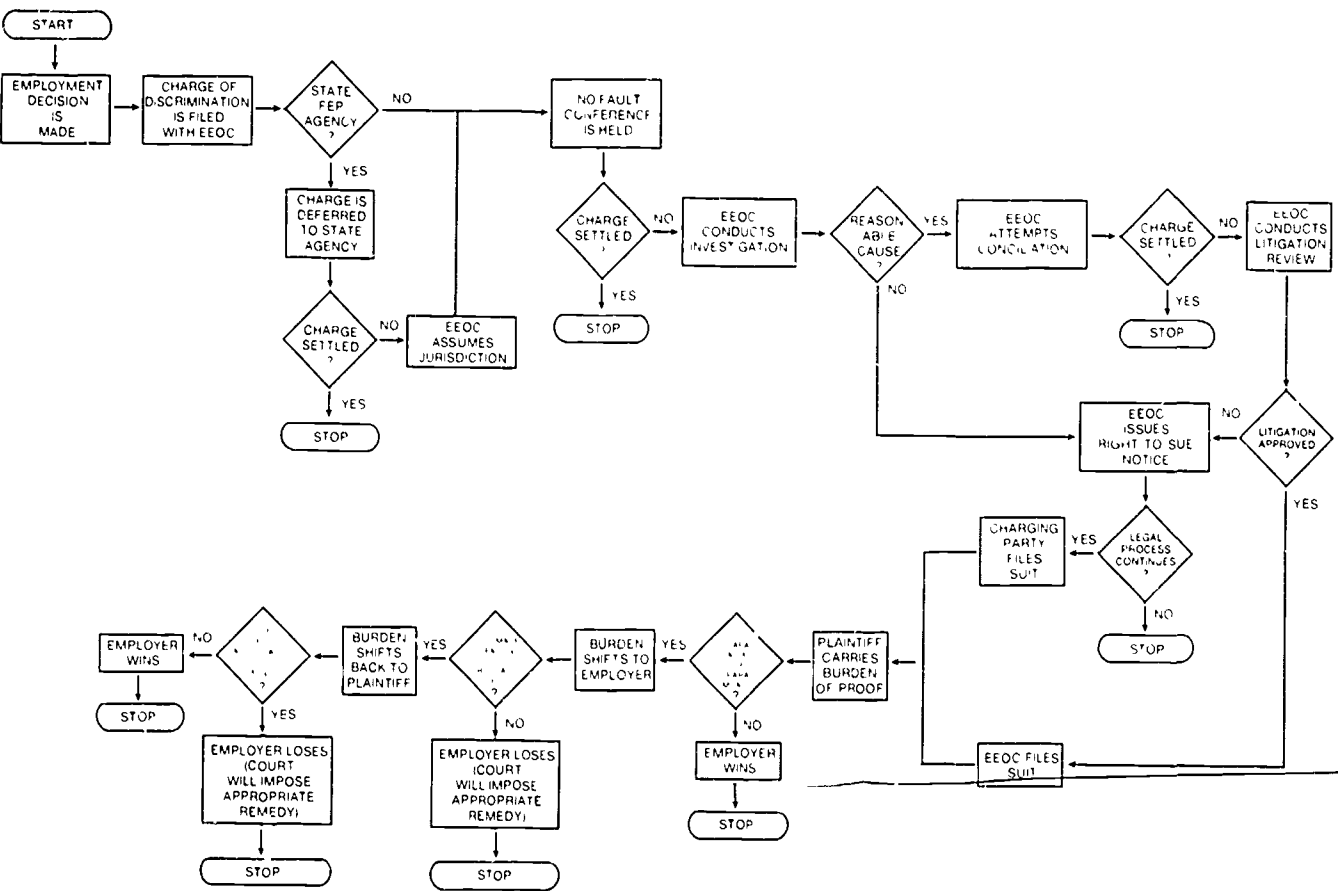 START
EMPLOYMENT
DECISION
IS
MADE
CHARGE OF
DISCRIMINATION
IS FILED
WITH EEOC
STATE
FEP
AGENCY
?
NO
YES
CHARGE IS
DEFERRED
TO STATE
AGENCY
CHARGE
SETTLED
?
NO
EEOC
ASSUMES
JURISDICTION
YES
STOP
NO FAULT
CONFERENCE
IS HELD
CHARGE
SETTLED
?
NO
YES
STOP
EEOC
CONDUCTS
INVESTIGATION
REASON
ABLE
CAUSE
?
YES
NO
EEOC
ATTEMPTS
CONCILATION
CHARGE
SETTLED
?
NO
YES
STOP
EEOC
CONDUCTS
LITIGATION
REVIEW
LITIGATION
APPROVED
?
NO
YES
EEOC
ISSUES
RIGHT TO SUE
NOTICE
LEGAL
PROCESS
CONTINUES
?
YES
NO
STOP
CHARGING
PARTY
FILES
SUIT
EEOC FILES
SUIT
PLAINTIFF
CARRIES
BURDEN
OF PROOF
?
YES
NO
EMPLOYER
WINS
STOP
BURDEN
SHIFTS TO
EMPLOYER
?
YES
NO
EMPLOYER LOSES
(COURT
WILL IMPOSE
APPROPRIATE
REMEDY)
STOP
BURDEN
SHIFTS
BACK TO
PLAINTIFF
?
NO
YES
EMPLOYER
WINS
STOP
EMPLOYER LOSES
(COURT
WILL IMPOSE
APPROPRIATE
REMEDY)
STOP